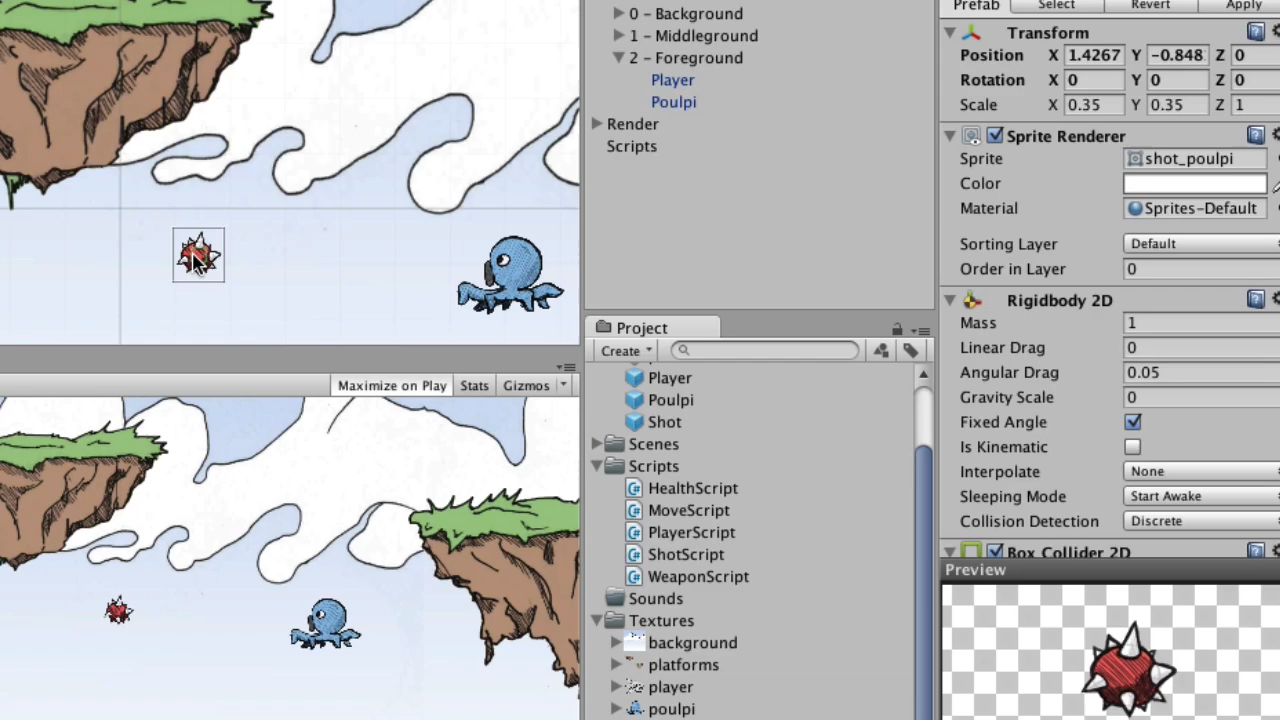 0 – Background
1 – Middleground
2 – Foreground
Player
Poulpi
Render
Scripts
Project
Create
Player
Poulpi
Shot
Scenes
Scripts
HealthScript
MoveScript
PlayerScript
ShotScript
WeaponScript
Sounds
Textures
background
platforms
player
poulpi
Maximize on Play Stats Gizmos
Prefab Select Revert Apply
Transform
Position X 1.4267 Y −0.848 Z 0
Rotation X 0 Y 0 Z 0
Scale X 0.35 Y 0.35 Z 1
Sprite Renderer
Sprite shot_poulpi
Color
Material Sprites-Default
Sorting Layer Default
Order in Layer 0
Rigidbody 2D
Mass 1
Linear Drag 0
Angular Drag 0.05
Gravity Scale 0
Fixed Angle
Is Kinematic
Interpolate None
Sleeping Mode Start Awake
Collision Detection Discrete
Box Collider 2D
Preview